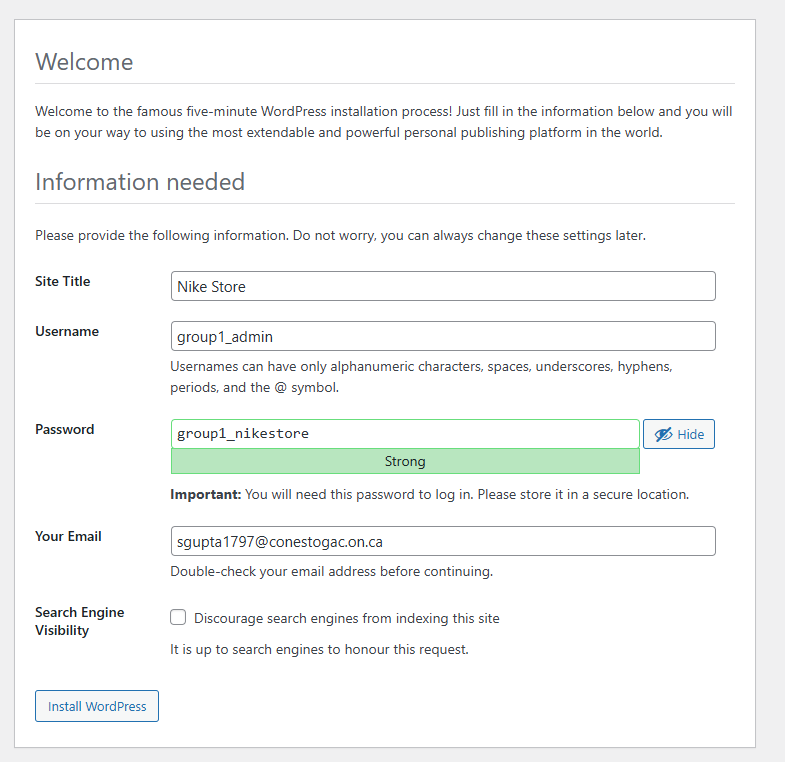 Welcome
Welcome to the famous five-minute WordPress installation process! Just fill in the information below and you will
be on your way to using the most extendable and powerful personal publishing platform in the world.
Information needed
Please provide the following information. Do not worry, you can always change these settings later.
Site Title
Nike Store
Username
group1_admin
Usernames can have only alphanumeric characters, spaces, underscores, hyphens,
periods, and the @ symbol.
Password
group1_nikestore
Hide
Strong
Important: You will need this password to log in. Please store it in a secure location.
Your Email
sgupta1797@conestogac.on.ca
Double-check your email address before continuing.
Search Engine
Visibility
Discourage search engines from indexing this site
It is up to search engines to honour this request.
Install WordPress